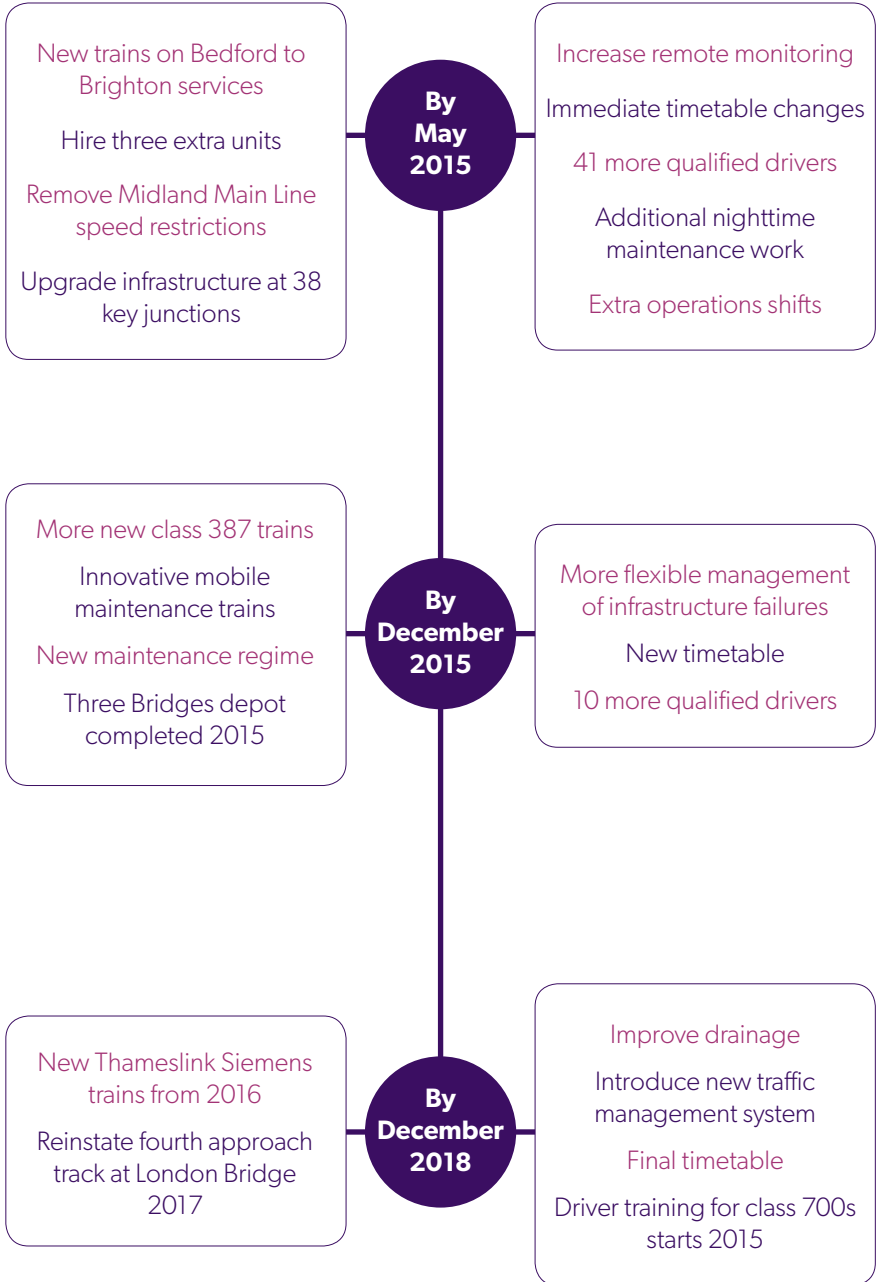 New trains on Bedford to
Brighton services
Hire three extra units
Remove Midland Main Line
speed restrictions
Upgrade infrastructure at 38
key junctions
By
May
2015
Increase remote monitoring
Immediate timetable changes
41 more qualified drivers
Additional nighttime
maintenance work
Extra operations shifts
More new class 387 trains
Innovative mobile
maintenance trains
New maintenance regime
Three Bridges depot
completed 2015
By
December
2015
More flexible management
of infrastructure failures
New timetable
10 more qualified drivers
New Thameslink Siemens
trains from 2016
Reinstate fourth approach
track at London Bridge
2017
By
December
2018
Improve drainage
Introduce new traffic
management system
Final timetable
Driver training for class 700s
starts 2015